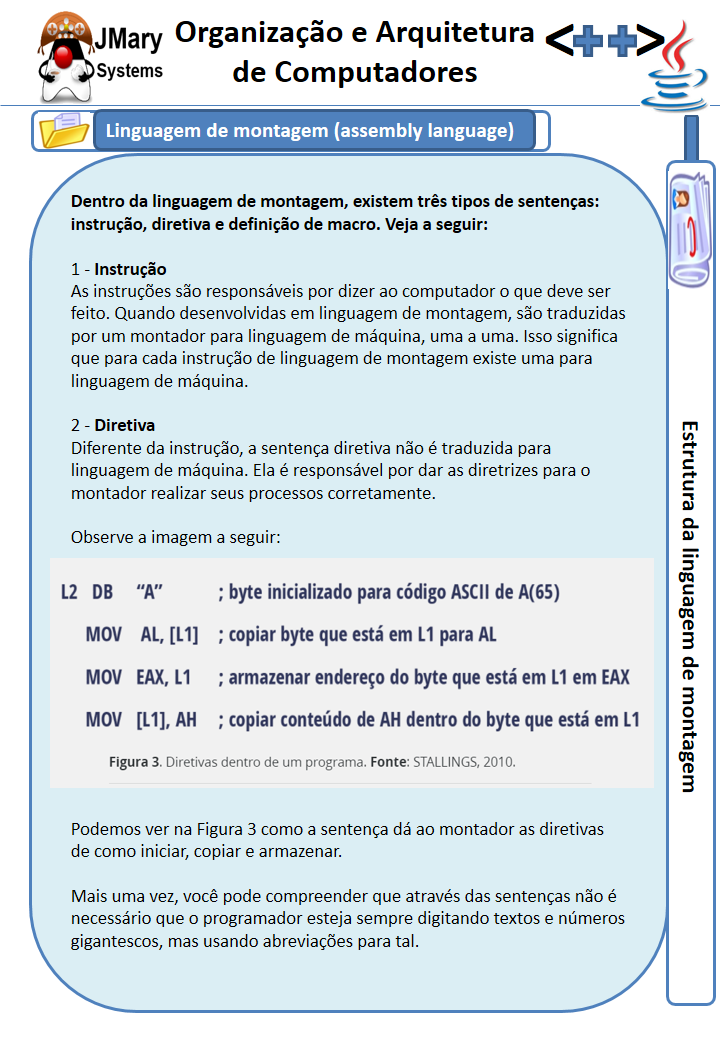 JMary
Systems
Organização e Arquitetura
de Computadores
<++>
Linguagem de montagem (assembly language)
Dentro da linguagem de montagem, existem três tipos de sentenças:
instrução, diretiva e definição de macro. Veja a seguir:
1 - Instrução
As instruções são responsáveis por dizer ao computador o que deve ser
feito. Quando desenvolvidas em linguagem de montagem, são traduzidas
por um montador para linguagem de máquina, uma a uma. Isso significa
que para cada instrução de linguagem de montagem existe uma para
linguagem de máquina.
2 - Diretiva
Diferente da instrução, a sentença diretiva não é traduzida para
linguagem de máquina. Ela é responsável por dar as diretrizes para o
montador realizar seus processos corretamente.
Observe a imagem a seguir:
L2 DB “A” ; byte inicializado para código ASCII de A(65)
MOV AL, [L1] ; copiar byte que está em L1 para AL
MOV EAX, L1 ; armazenar endereço do byte que está em L1 em EAX
MOV [L1], AH ; copiar conteúdo de AH dentro do byte que está em L1
Figura 3. Diretivas dentro de um programa. Fonte: STALLINGS, 2010.
Podemos ver na Figura 3 como a sentença dá ao montador as diretivas
de como iniciar, copiar e armazenar.
Mais uma vez, você pode compreender que através das sentenças não é
necessário que o programador esteja sempre digitando textos e números
gigantescos, mas usando abreviações para tal.
Estrutura da linguagem de montagem